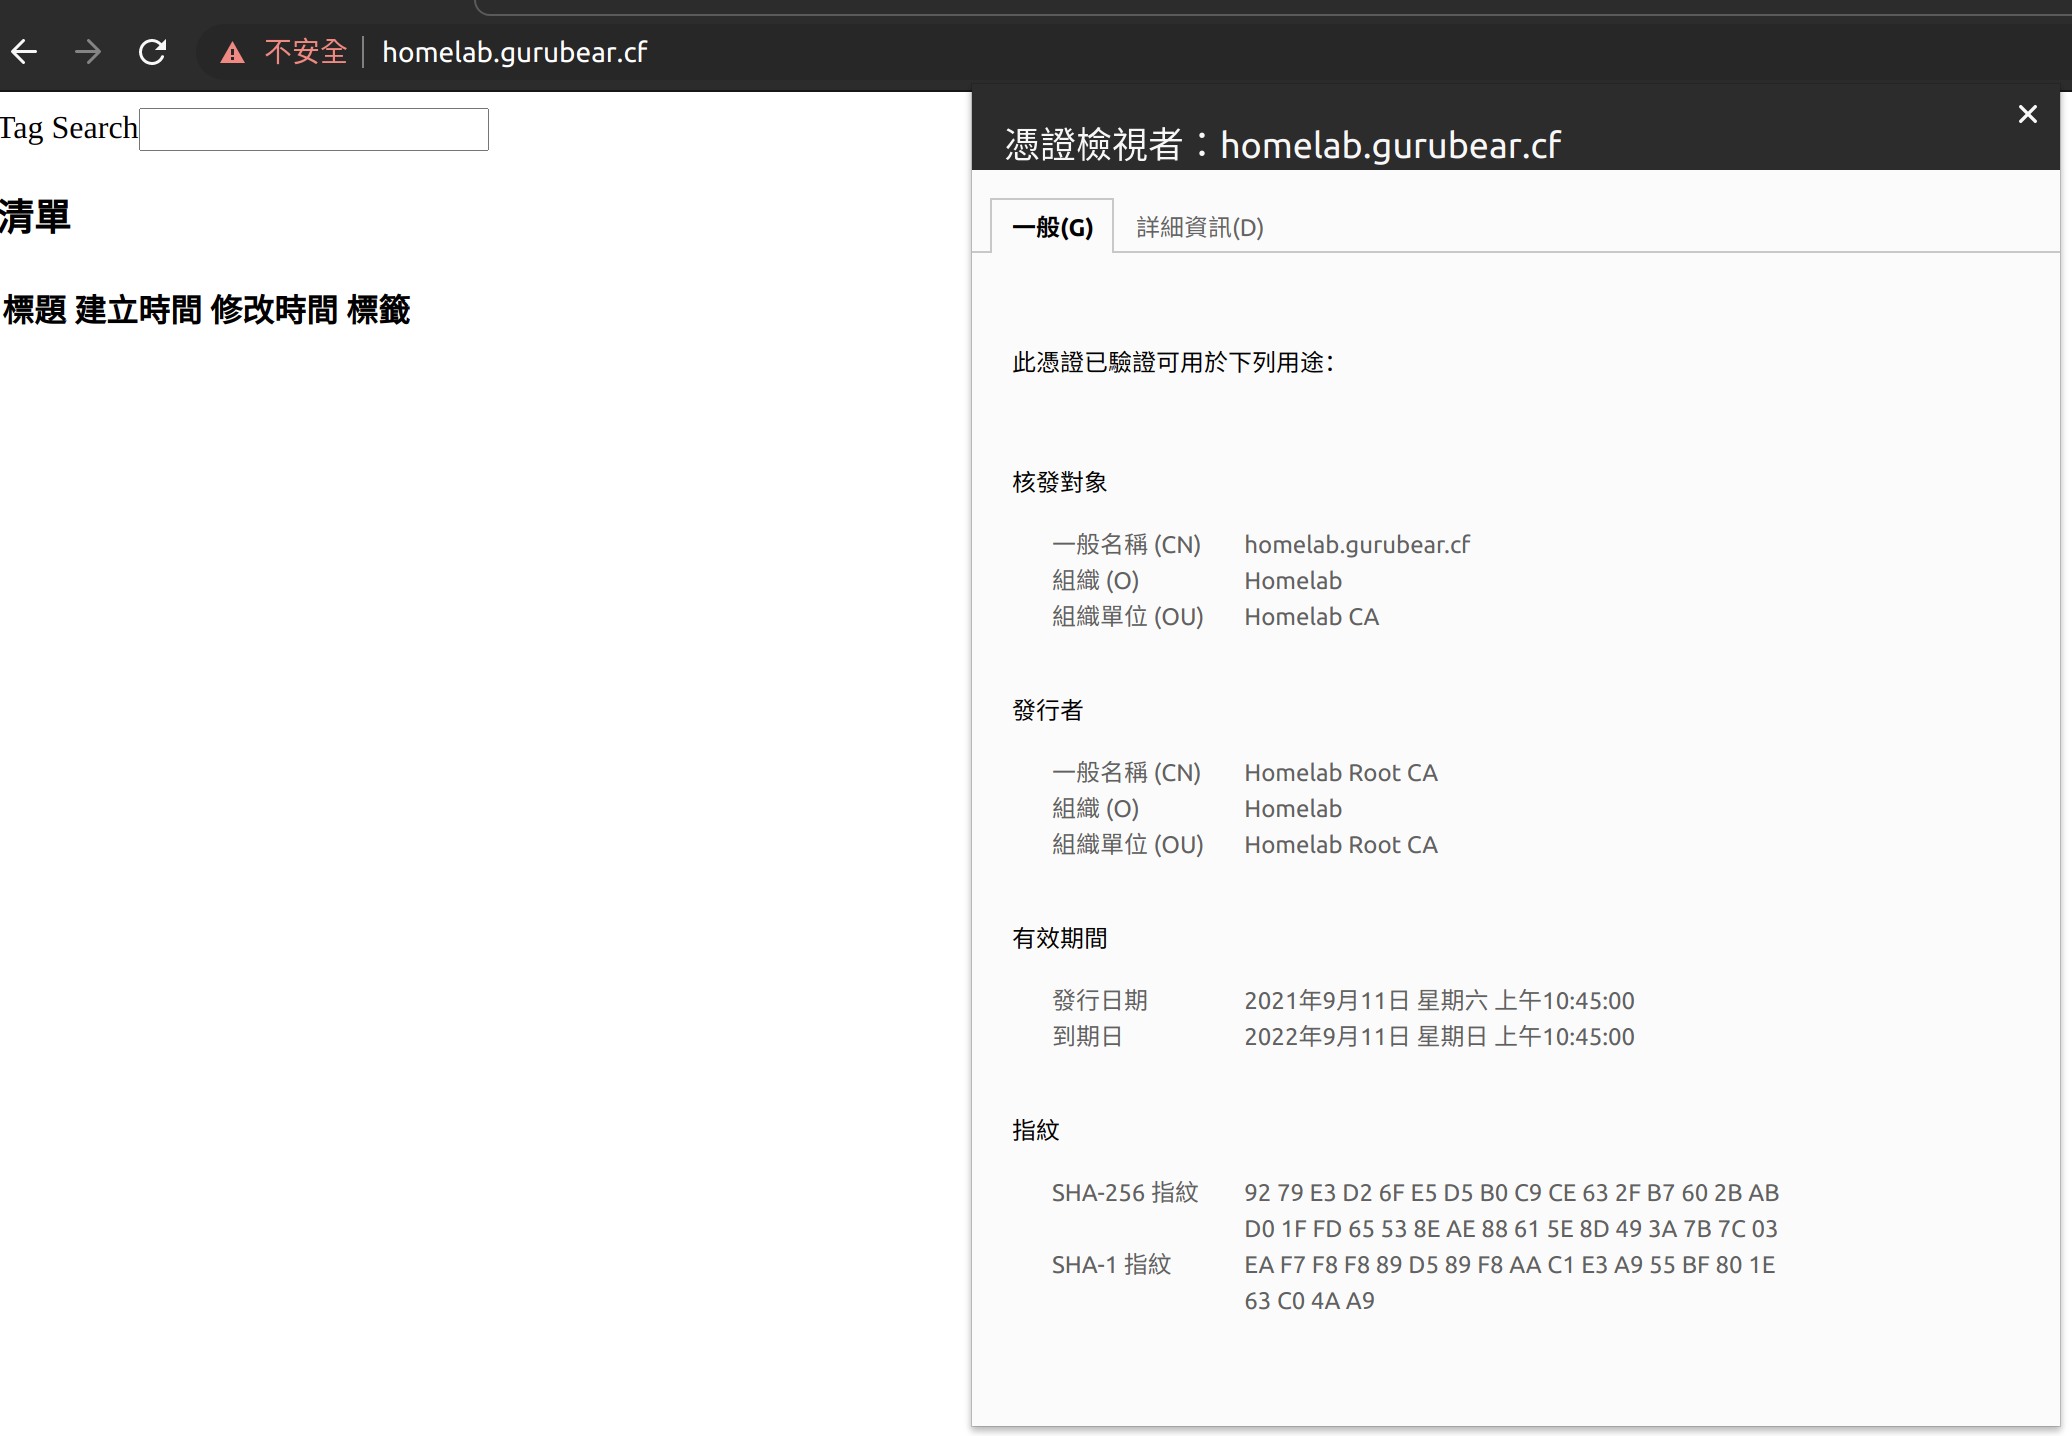 不安全 homelab.gurubear.cf
Tag Search
清單
標題 建立時間 修改時間 標籤
憑證檢視者：homelab.gurubear.cf
一般(G) 詳細資訊(D)
此憑證已驗證可用於下列用途：
核發對象
一般名稱 (CN) homelab.gurubear.cf
組織 (O) Homelab
組織單位 (OU) Homelab CA
發行者
一般名稱 (CN) Homelab Root CA
組織 (O) Homelab
組織單位 (OU) Homelab Root CA
有效期間
發行日期 2021年9月11日 星期六 上午10:45:00
到期日 2022年9月11日 星期日 上午10:45:00
指紋
SHA-256 指紋 92 79 E3 D2 6F E5 D5 B0 C9 CE 63 2F B7 60 2B AB
D0 1F FD 65 53 8E AE 88 61 5E 8D 49 3A 7B 7C 03
SHA-1 指紋 EA F7 F8 F8 89 D5 89 F8 AA C1 E3 A9 55 BF 80 1E
63 C0 4A A9